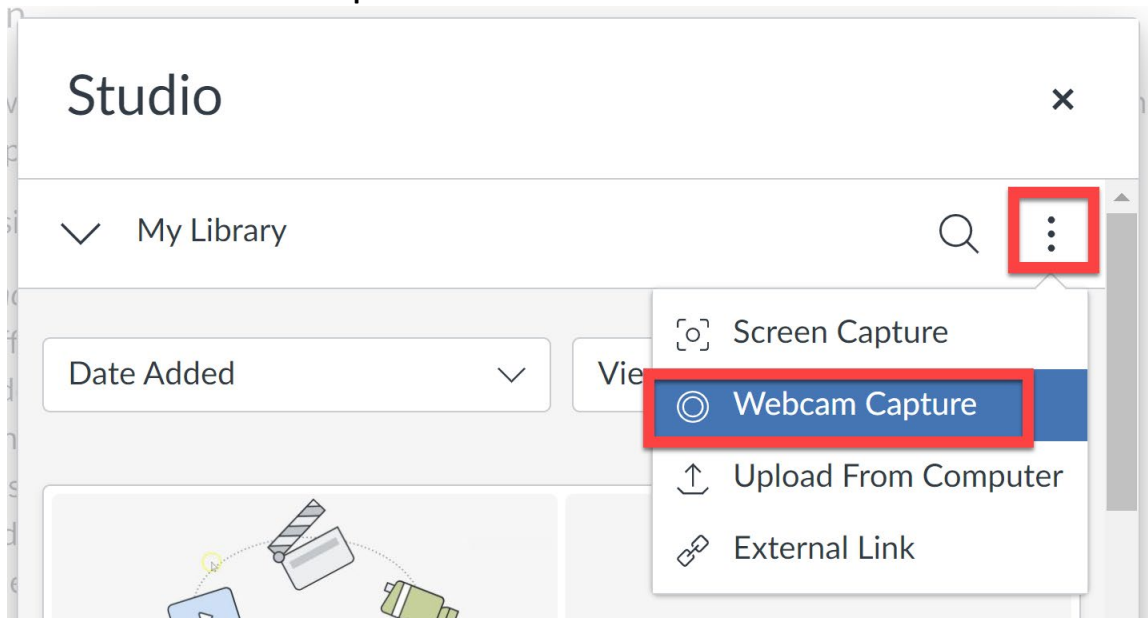 Studio
My Library
Screen Capture
Date Added
Webcam Capture
Upload From Computer
External Link